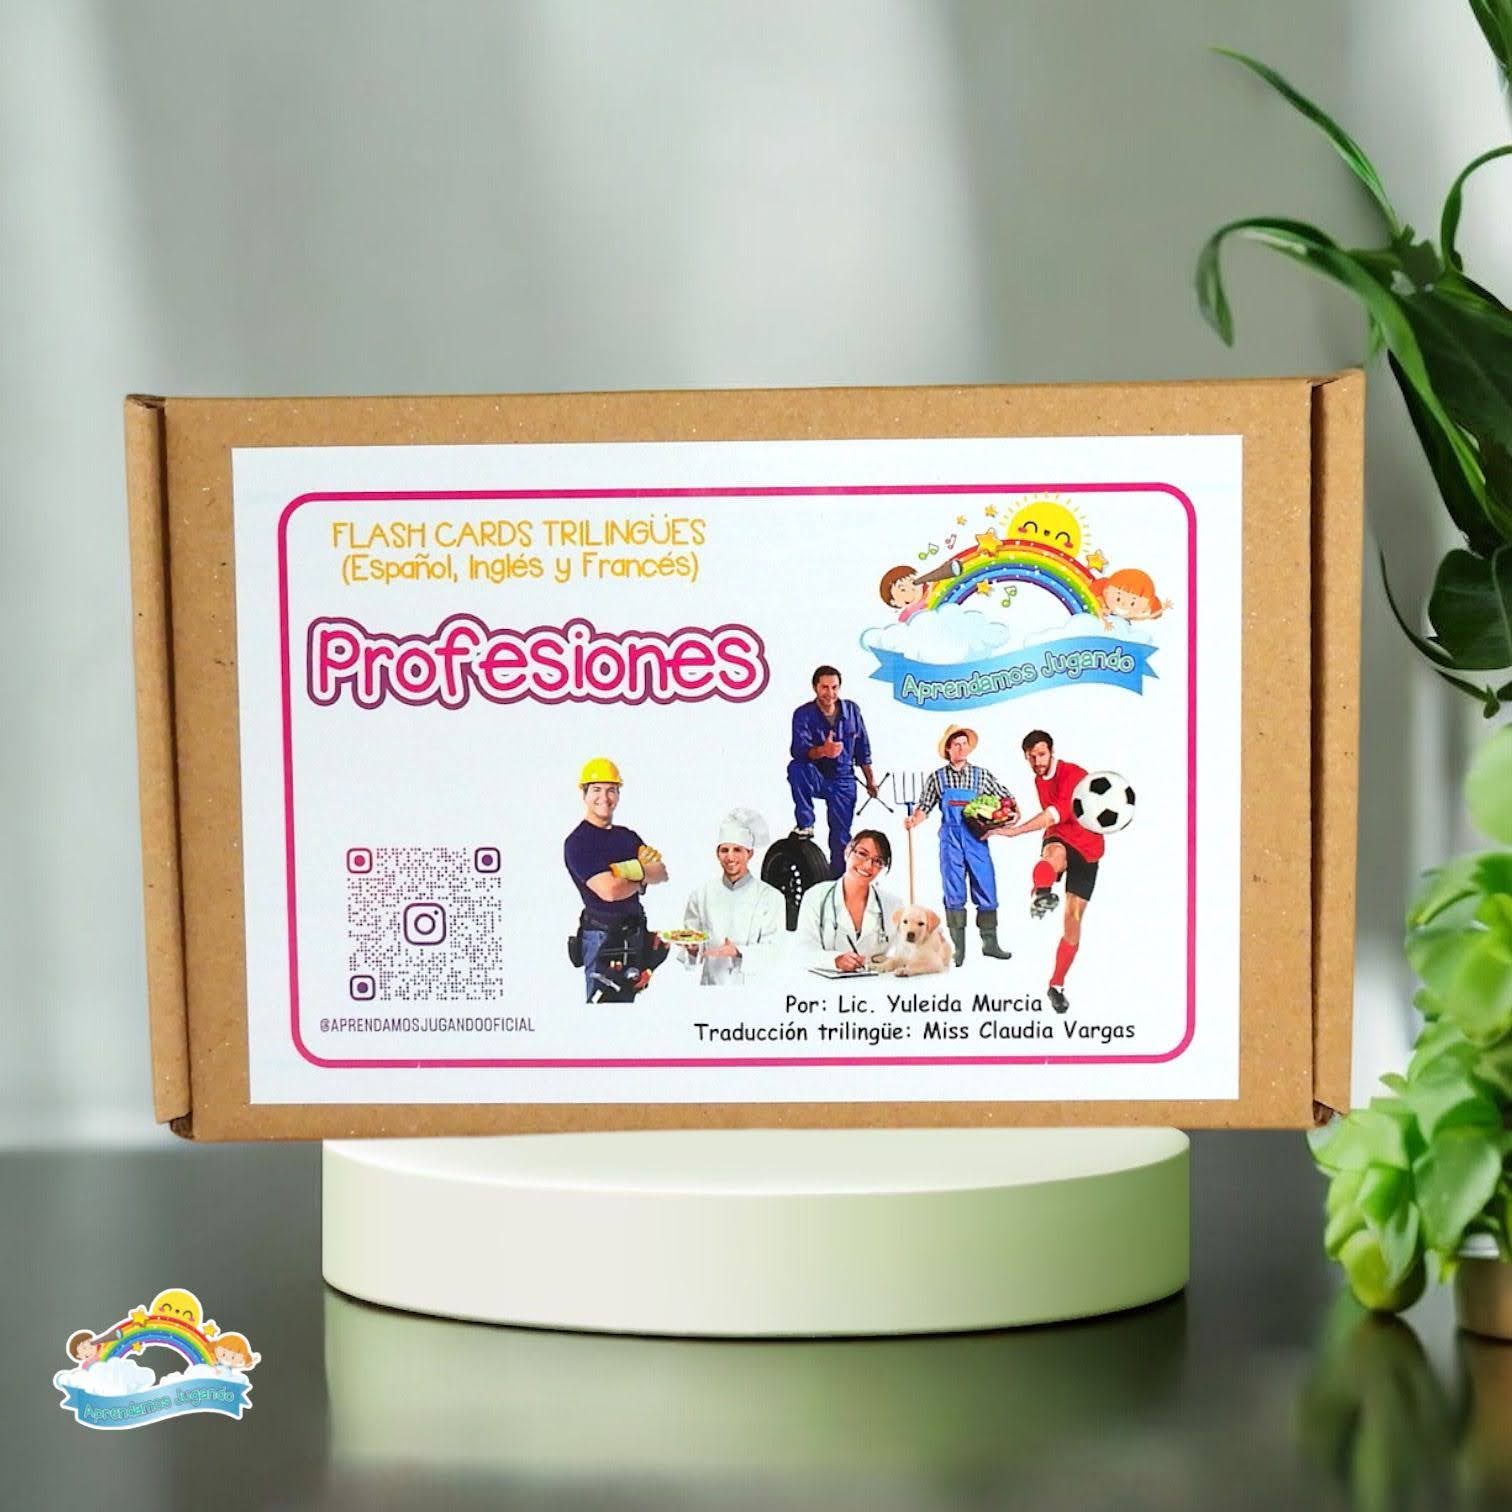 FLASH CARDS TRILINGÜES
(Español, Inglés y Francés)
Profesiones
Aprendamos Jugando
@APRENDAMOSJUGANDOOFICIAL
Por: Lic. Yuleida Murcia
Traducción trilingüe: Miss Claudia Vargas
Aprendamos Jugando